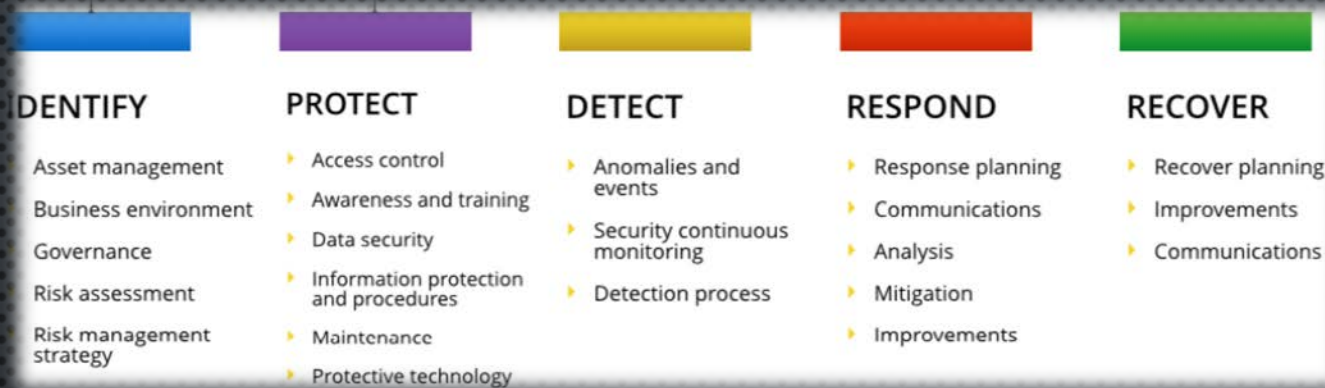 IDENTIFY
Asset management
Business environment
Governance
Risk assessment
Risk management
strategy
PROTECT
Access control
Awareness and training
Data security
Information protection
and procedures
Maintenance
Protective technology
DETECT
Anomalies and
events
Security continuous
monitoring
Detection process
RESPOND
Response planning
Communications
Analysis
Mitigation
Improvements
RECOVER
Recover planning
Improvements
Communications